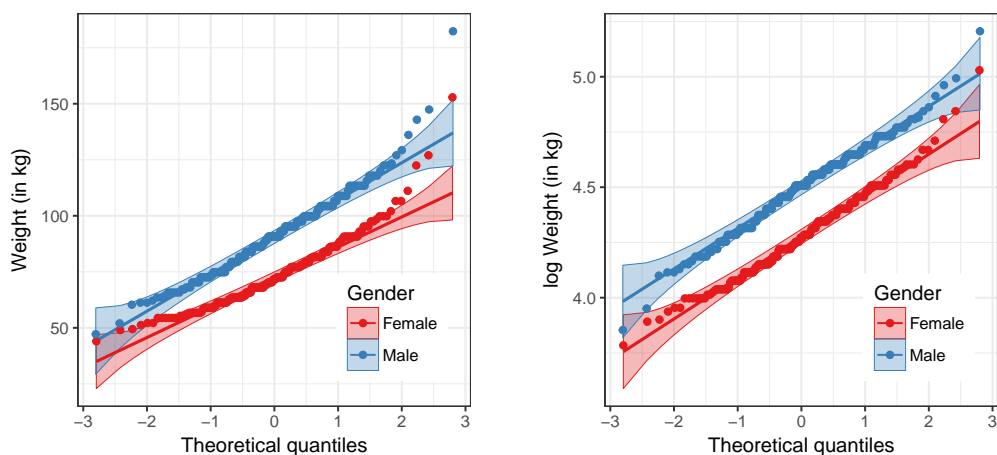 Weight (in kg)
150
100
50
−3 −2 −1 0 1 2 3
Theoretical quantiles
Gender
Female
Male
log Weight (in kg)
5.0
4.5
4.0
−3 −2 −1 0 1 2 3
Theoretical quantiles
Gender
Female
Male